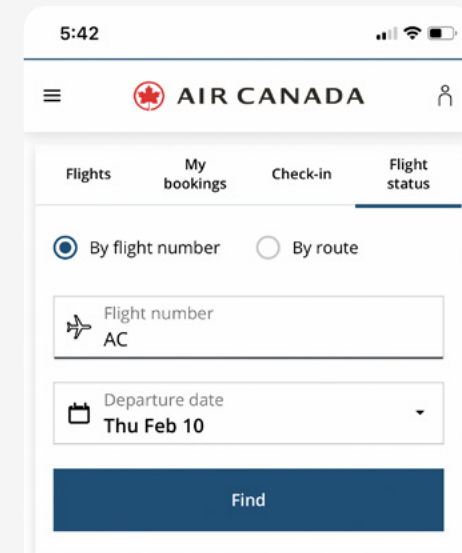 5:42
AIR CANADA
Flights
My
bookings
Check-in
Flight
status
By flight number
By route
Flight number
AC
Departure date
Thu Feb 10
Find